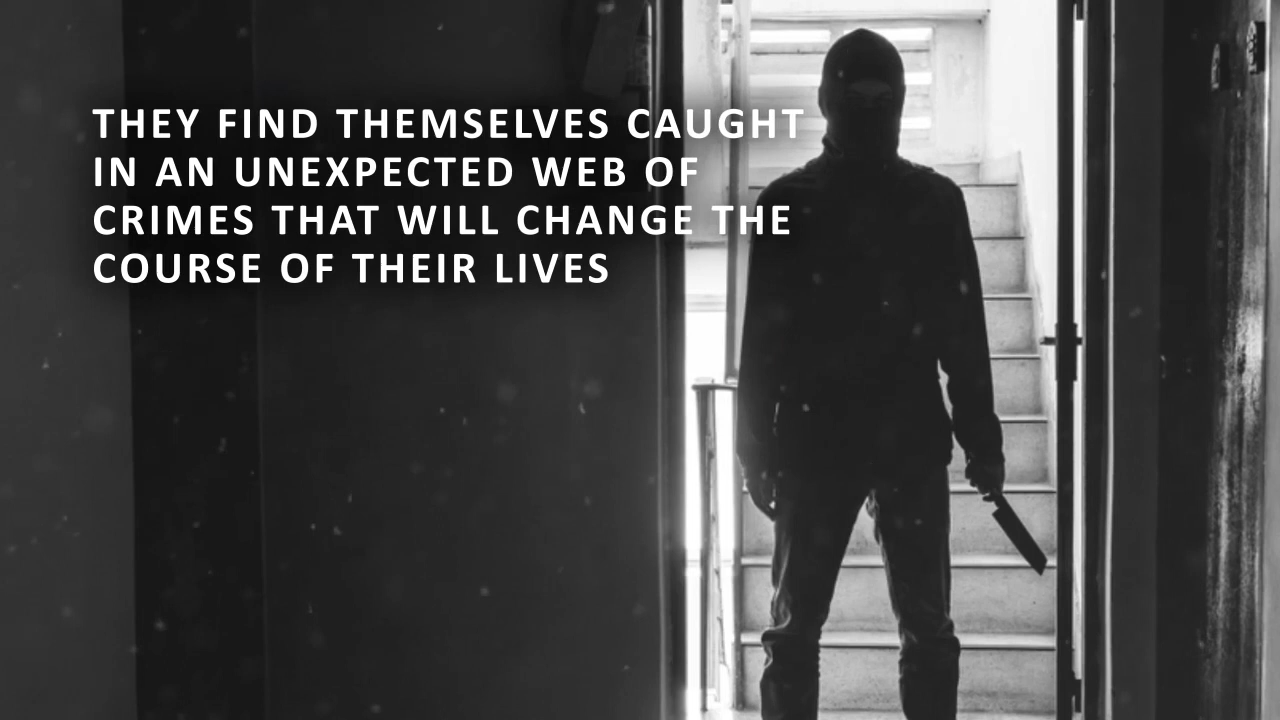 THEY FIND THEMSELVES CAUGHT
IN AN UNEXPECTED WEB OF
CRIMES THAT WILL CHANGE THE
COURSE OF THEIR LIVES